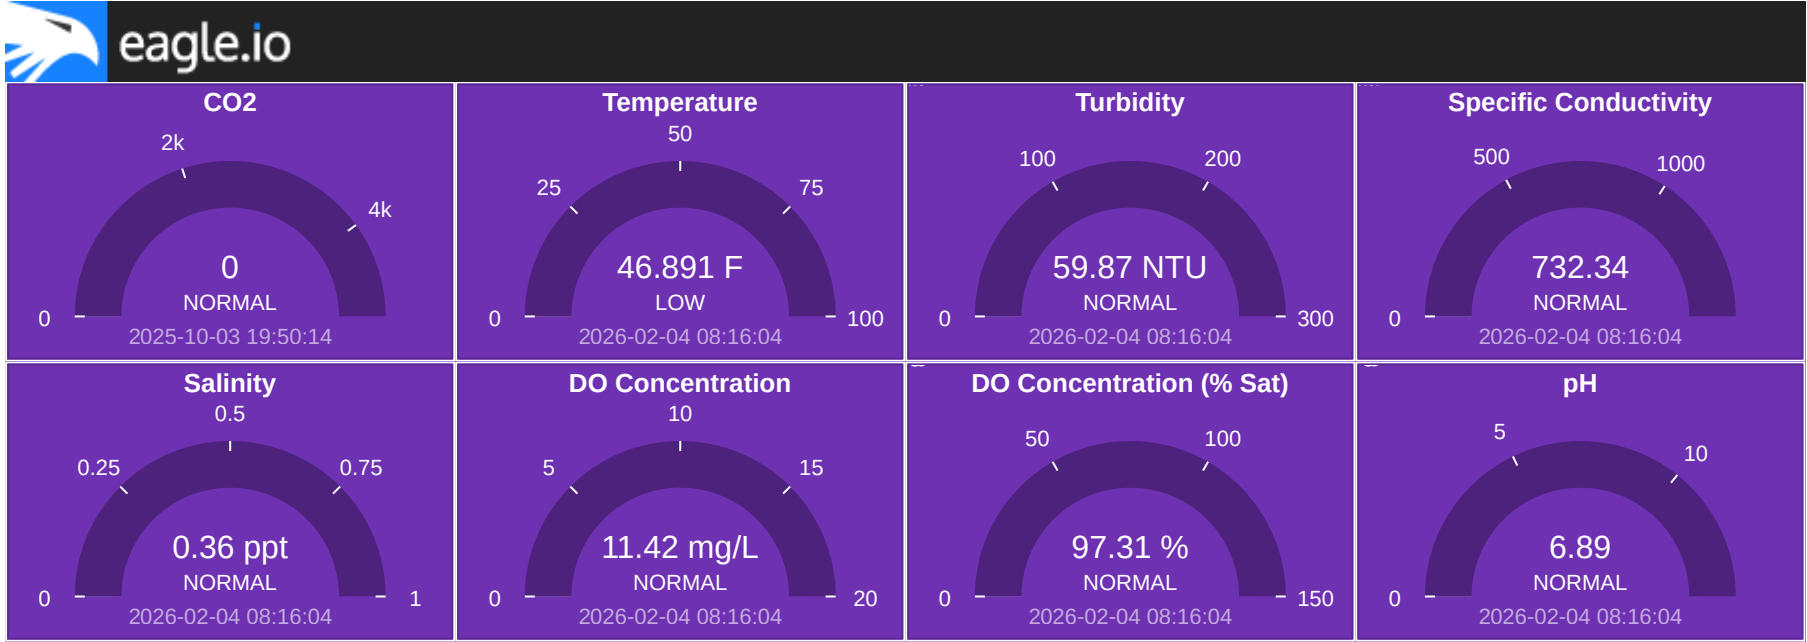 eagle.io
CO2
2k
4k
0
0
NORMAL
2025-10-03 19:50:14
Temperature
50
25
75
46.891 F
LOW
0
100
2026-02-04 08:16:04
Turbidity
100
200
59.87 NTU
NORMAL
0
300
2026-02-04 08:16:04
Specific Conductivity
500
1000
732.34
NORMAL
0
2026-02-04 08:16:04
Salinity
0.5
0.25
0.75
0.36 ppt
NORMAL
0
1
2026-02-04 08:16:04
DO Concentration
10
5
15
11.42 mg/L
NORMAL
0
20
2026-02-04 08:16:04
DO Concentration (% Sat)
50
100
97.31 %
NORMAL
0
150
2026-02-04 08:16:04
pH
5
10
6.89
NORMAL
0
2026-02-04 08:16:04